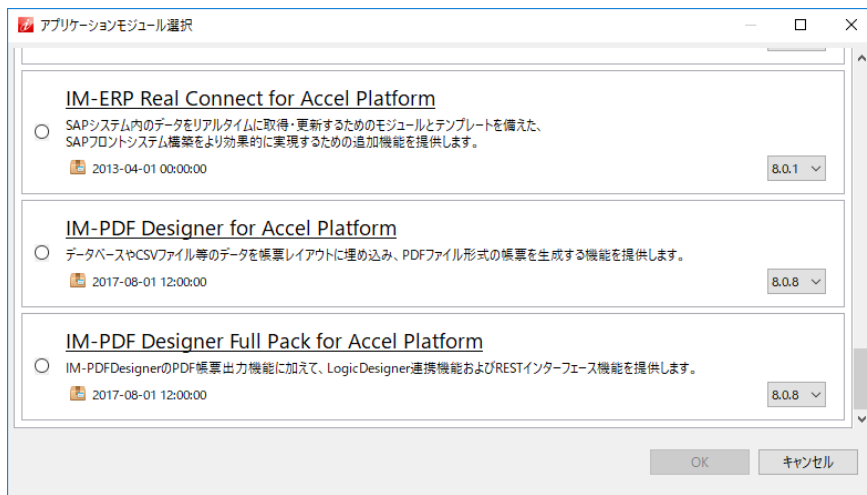 アプリケーションモジュール選択
IM-ERP Real Connect for Accel Platform
SAPシステム内のデータをリアルタイムに取得・更新するためのモジュールとテンプレートを備えた、
SAPフロントシステム構築をより効果的に実現するための追加機能を提供します。
2013-04-01 00:00:00
8.0.1
IM-PDF Designer for Accel Platform
データベースやCSVファイル等のデータを帳票レイアウトに埋め込み、PDFファイル形式の帳票を生成する機能を提供します。
2017-08-01 12:00:00
8.0.8
IM-PDF Designer Full Pack for Accel Platform
IM-PDFDesignerのPDF帳票出力機能に加えて、LogicDesigner連携機能およびRESTインターフェース機能を提供します。
2017-08-01 12:00:00
8.0.8
OK
キャンセル